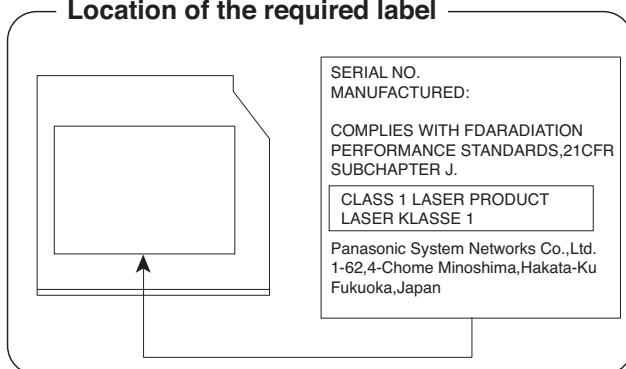 Location of the required label
SERIAL NO.
MANUFACTURED:
COMPLIES WITH FDARADIATION
PERFORMANCE STANDARDS,21CFR
SUBCHAPTER J.
CLASS 1 LASER PRODUCT
LASER KLASSE 1
Panasonic System Networks Co.,Ltd.
1-62,4-Chome Minoshima,Hakata-Ku
Fukuoka,Japan